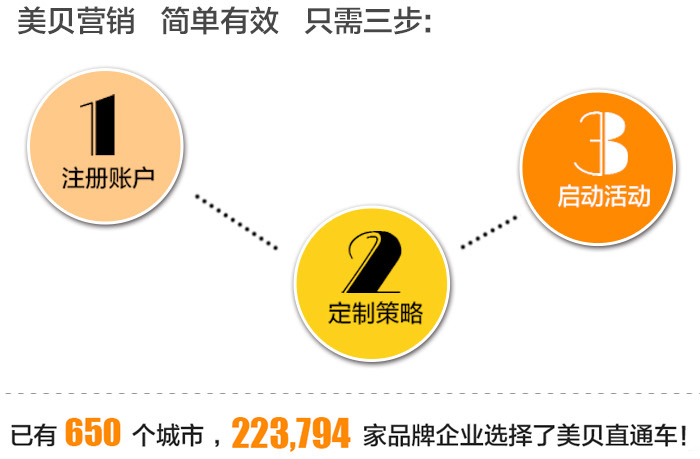 美贝营销 简单有效 只需三步:
1
注册账户
2
定制策略
3
启动活动
已有 650 个城市，223,794 家品牌企业选择了美贝直通车!